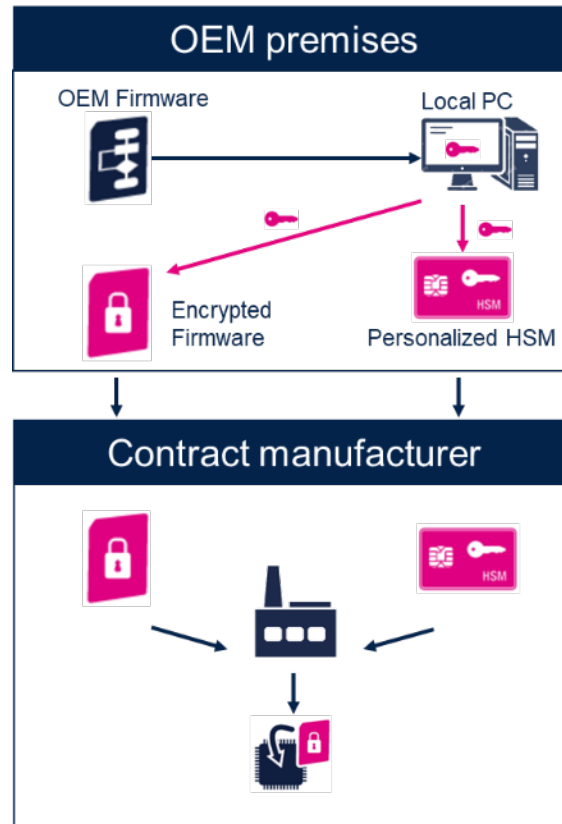 OEM premises
OEM Firmware
Local PC
Encrypted
Firmware
HSM
Personalized HSM
Contract manufacturer
HSM